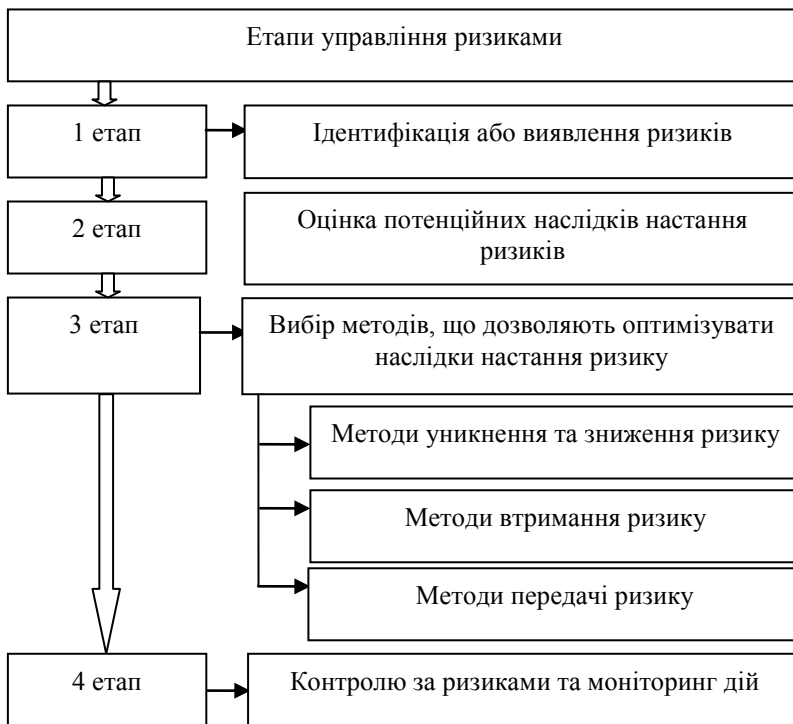 Етапи управління ризиками
1 етап
Ідентифікація або виявлення ризиків
2 етап
Оцінка потенційних наслідків настання
ризиків
3 етап
Вибір методів, що дозволяють оптимізувати
наслідки настання ризику
Методи уникнення та зниження ризику
Методи втримання ризику
Методи передачі ризику
4 етап
Контролю за ризиками та моніторинг дій